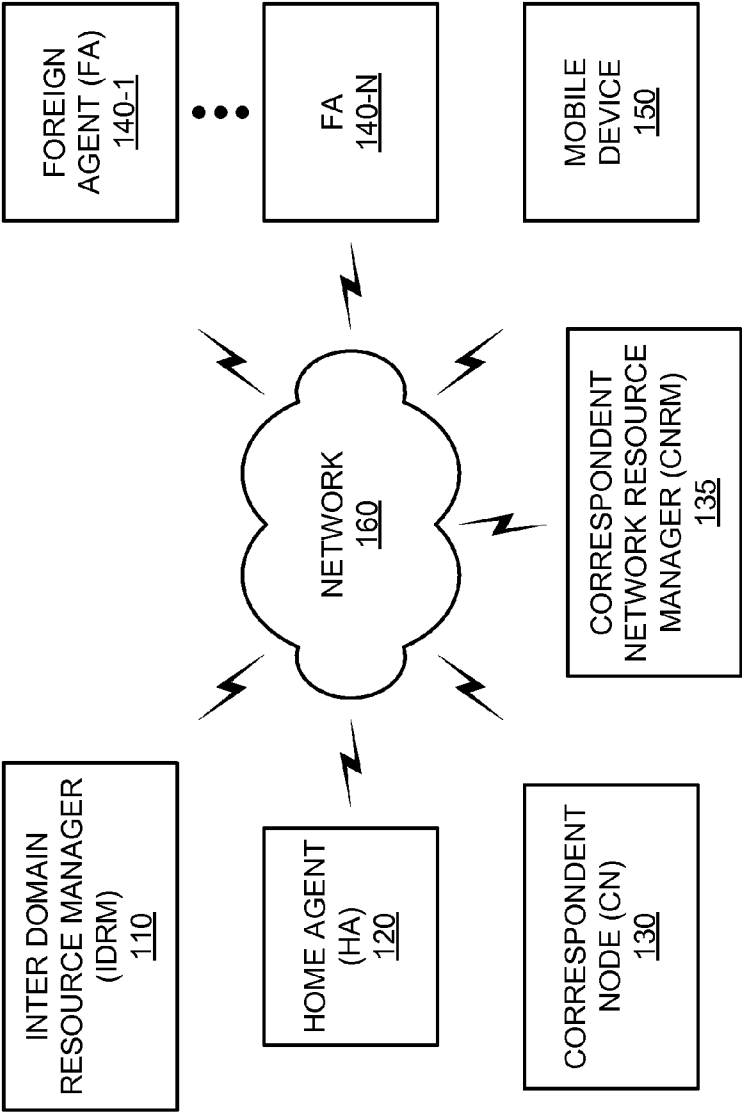 INTER DOMAIN
RESOURCE MANAGER
(IDRM)
110
HOME AGENT
(HA)
120
CORRESPONDENT
NODE (CN)
130
NETWORK
160
CORRESPONDENT
NETWORK RESOURCE
MANAGER (CNRM)
135
FOREIGN
AGENT (FA)
140-1
FA
140-N
MOBILE
DEVICE
150